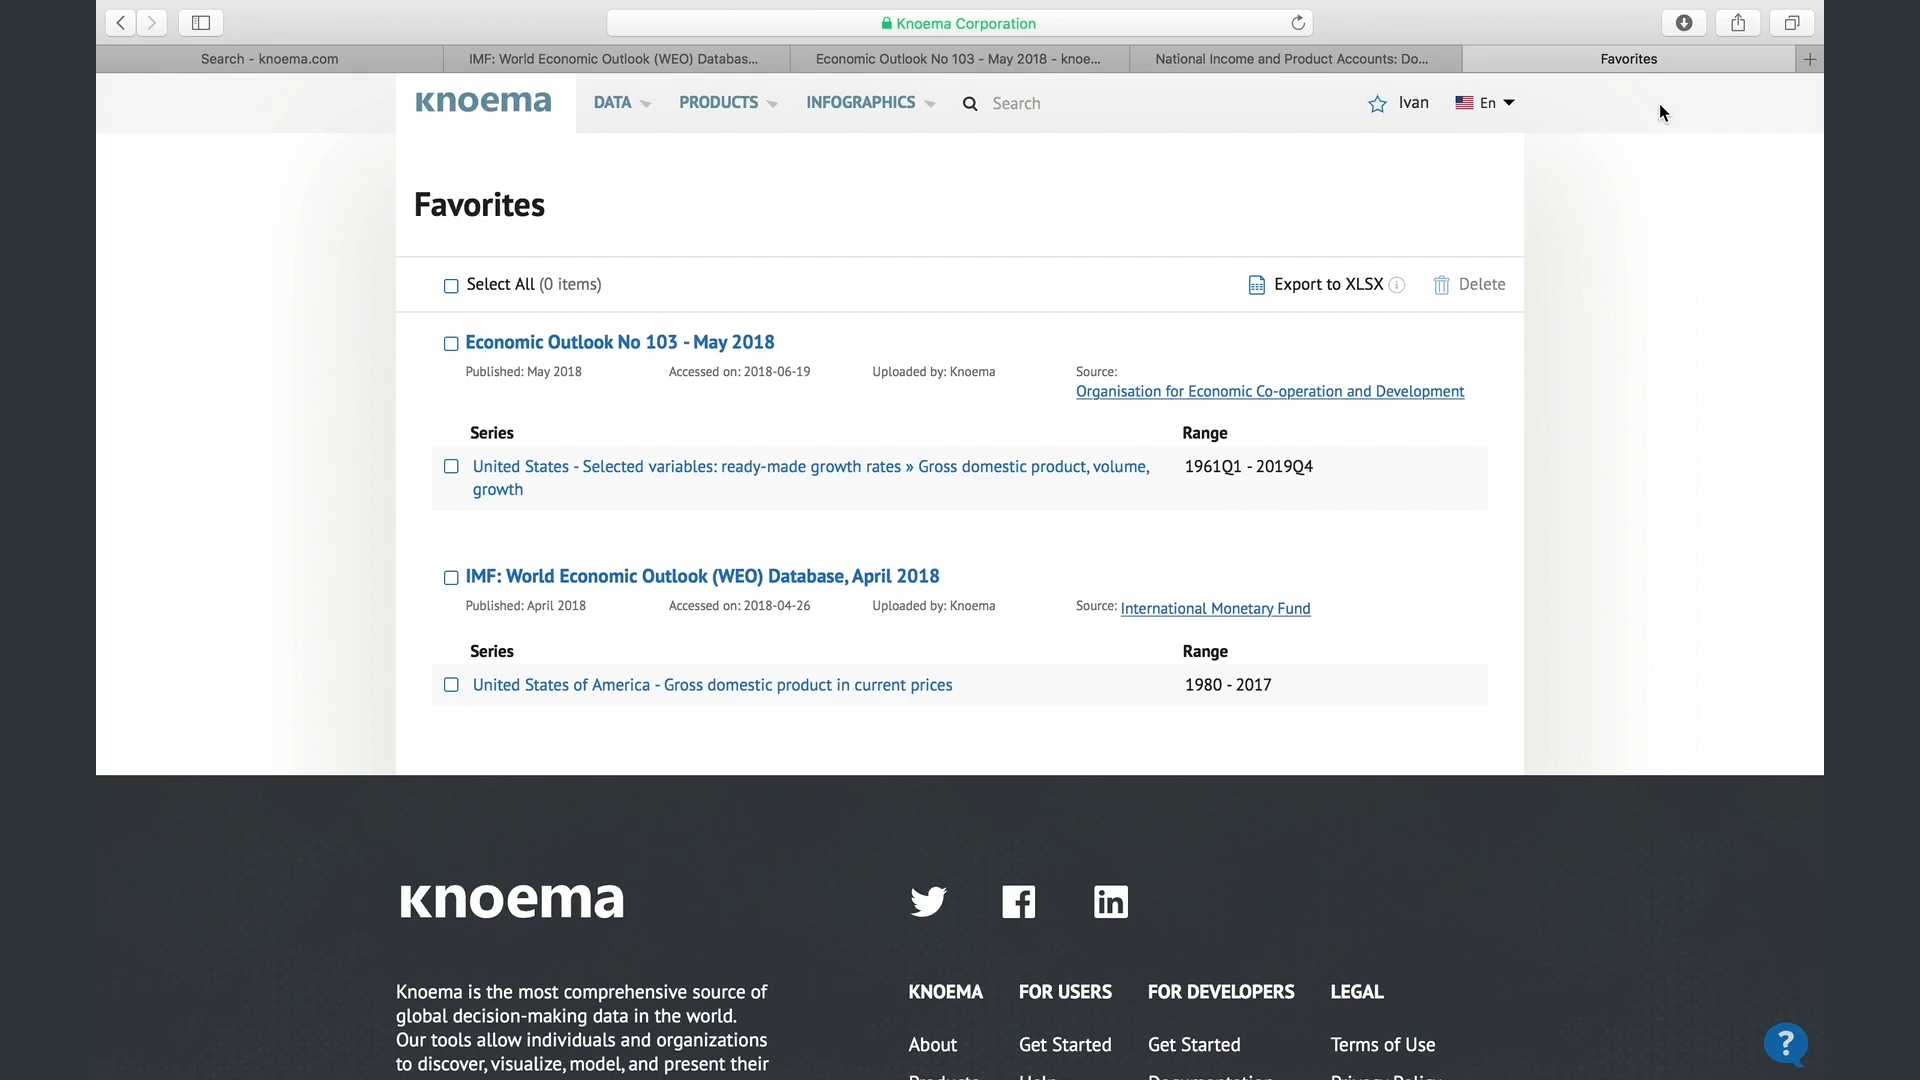 Knoema Corporation
Search - knoema.com
IMF: World Economic Outlook (WEO) Databas...
Economic Outlook No 103 - May 2018 - knoe...
National Income and Product Accounts: Do...
Favorites
knoema
DATA
PRODUCTS
INFOGRAPHICS
Search
Ivan
En
Favorites
Select All (0 items)
Export to XLSX
Delete
Economic Outlook No 103 - May 2018
Published: May 2018
Accessed on: 2018-06-19
Uploaded by: Knoema
Source:
Organisation for Economic Co-operation and Development
Series
Range
United States - Selected variables: ready-made growth rates » Gross domestic product, volume,
growth
1961Q1 - 2019Q4
IMF: World Economic Outlook (WEO) Database, April 2018
Published: April 2018
Accessed on: 2018-04-26
Uploaded by: Knoema
Source: International Monetary Fund
Series
Range
United States of America - Gross domestic product in current prices
1980 - 2017
knoema
Knoema is the most comprehensive source of
global decision-making data in the world.
Our tools allow individuals and organizations
to discover, visualize, model, and present their
KNOEMA
FOR USERS
FOR DEVELOPERS
LEGAL
About
Get Started
Get Started
Terms of Use
?